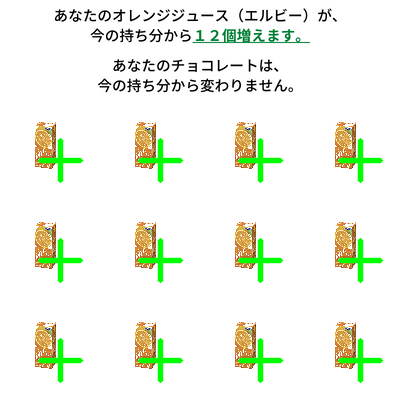 あなたのオレンジジュース（エルビー）が、
今の持ち分から１２個増えます。
あなたのチョコレートは、
今の持ち分から変わりません。